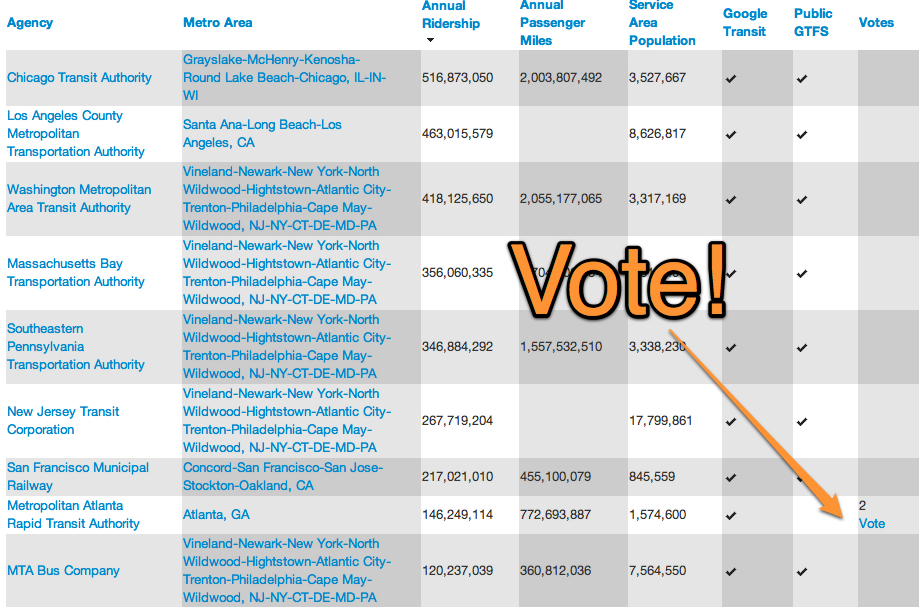 Agency Metro Area Annual Ridership Annual Passenger Miles Service Area Population Google Transit Public GTFS Votes
Chicago Transit Authority
Grayslake-McHenry-Kenosha-
Round Lake Beach-Chicago, IL-IN-
WI
516,873,050 2,003,807,492 3,527,667
Los Angeles County
Metropolitan
Transportation Authority
Santa Ana-Long Beach-Los
Angeles, CA
463,015,579 8,626,817
Washington Metropolitan
Area Transit Authority
Vineland-Newark-New York-North
Wildwood-Hightstown-Atlantic City-
Trenton-Philadelphia-Cape May-
Wildwood, NJ-NY-CT-DE-MD-PA
418,125,650 2,055,177,065 3,317,169
Massachusetts Bay
Transportation Authority
Vineland-Newark-New York-North
Wildwood-Hightstown-Atlantic City-
Trenton-Philadelphia-Cape May-
Wildwood, NJ-NY-CT-DE-MD-PA
356,060,335
Vote!
Southeastern
Pennsylvania
Transportation Authority
Vineland-Newark-New York-North
Wildwood-Hightstown-Atlantic City-
Trenton-Philadelphia-Cape May-
Wildwood, NJ-NY-CT-DE-MD-PA
346,884,292 1,557,532,510 3,338,230
New Jersey Transit
Corporation
Vineland-Newark-New York-North
Wildwood-Hightstown-Atlantic City-
Trenton-Philadelphia-Cape May-
Wildwood, NJ-NY-CT-DE-MD-PA
267,719,204 17,799,861
San Francisco Municipal
Railway
Concord-San Francisco-San Jose-
Stockton-Oakland, CA
217,021,010 455,100,079 845,559
Metropolitan Atlanta
Rapid Transit Authority
Atlanta, GA
146,249,114 772,693,887 1,574,600
2
Vote
MTA Bus Company
Vineland-Newark-New York-North
Wildwood-Hightstown-Atlantic City-
Trenton-Philadelphia-Cape May-
Wildwood, NJ-NY-CT-DE-MD-PA
120,237,039 360,812,036 7,564,550